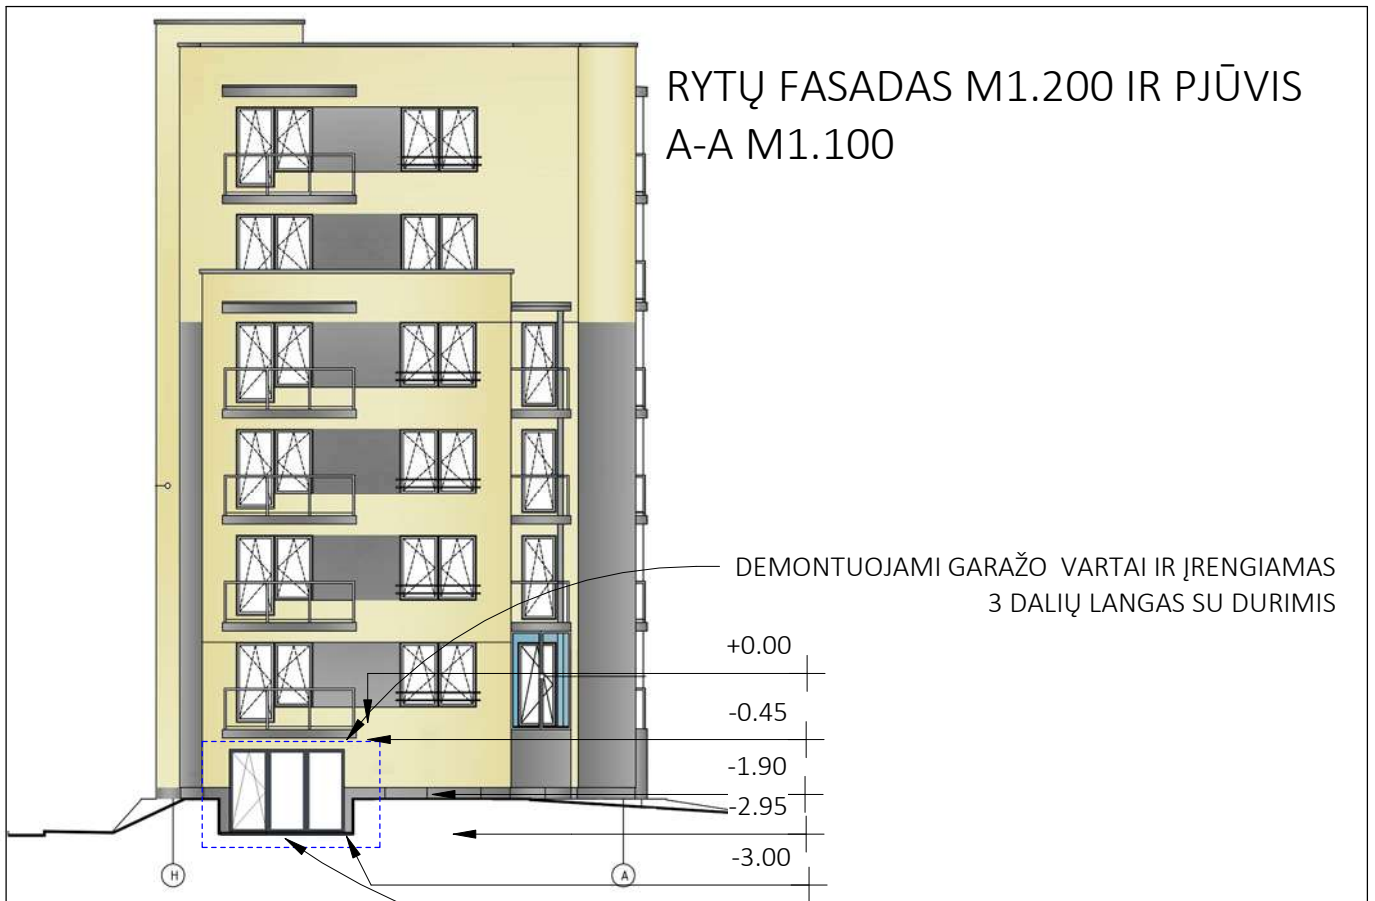 RYTŲ FASADAS M1.200 IR PJŪVIS
A-A M1.100
DEMONTUOJAMI GARAŽO VARTAI IR ĮRENGIAMAS
3 DALIŲ LANGAS SU DURIMIS
+0.00
-0.45
-1.90
-2.95
-3.00
H
A